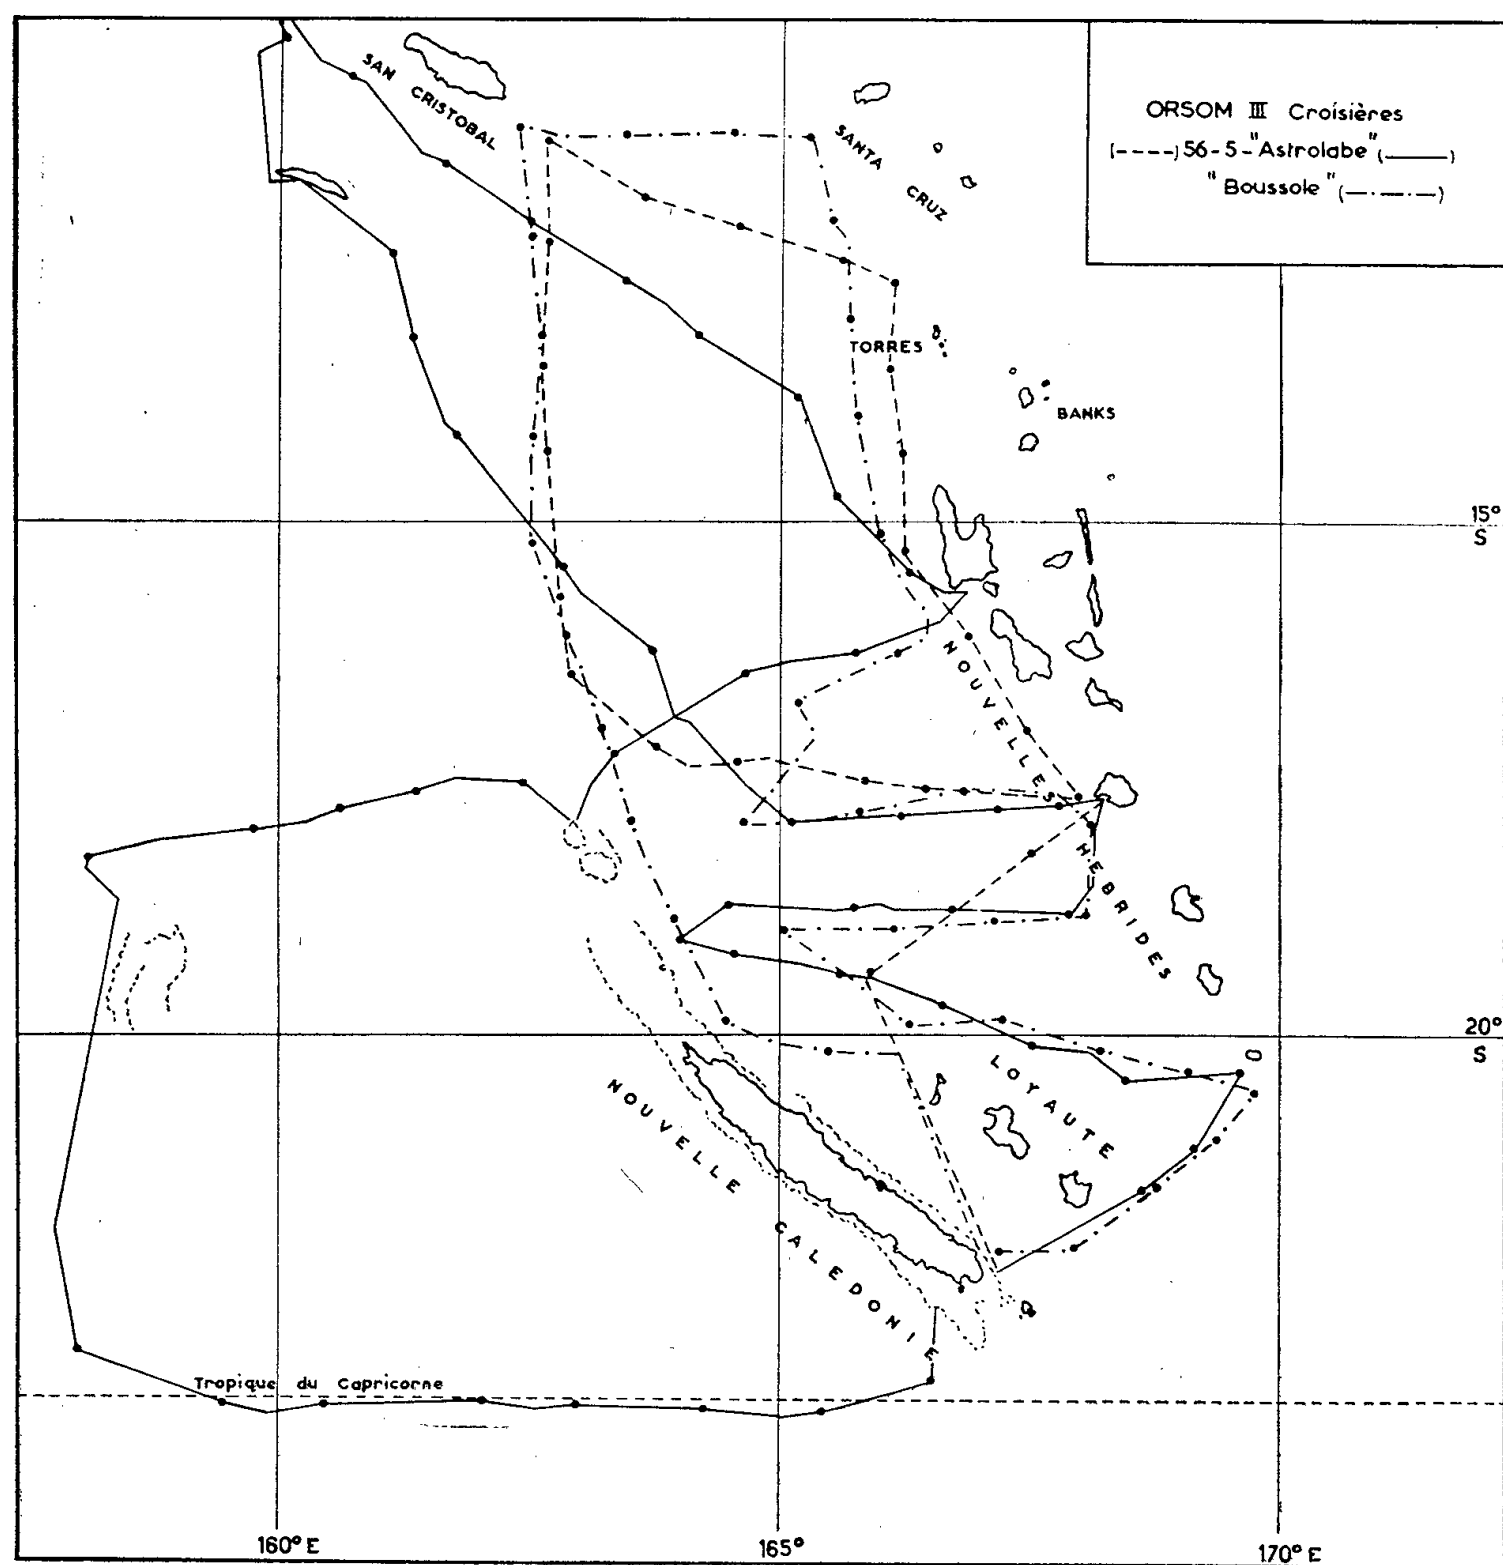 ORSOM III Croisières
(----) 56-5-"Astrolabe" (———)
"Boussole" (—·—·—)
SAN
CRISTOBAL
SANTA
CRUZ
TORRES
BANKS
15°
S
NOUVELLES
HEBRIDES
20°
S
LOYAUTE
NOUVELLE
CALEDONIE
Tropique du Capricorne
160° E
165°
170° E